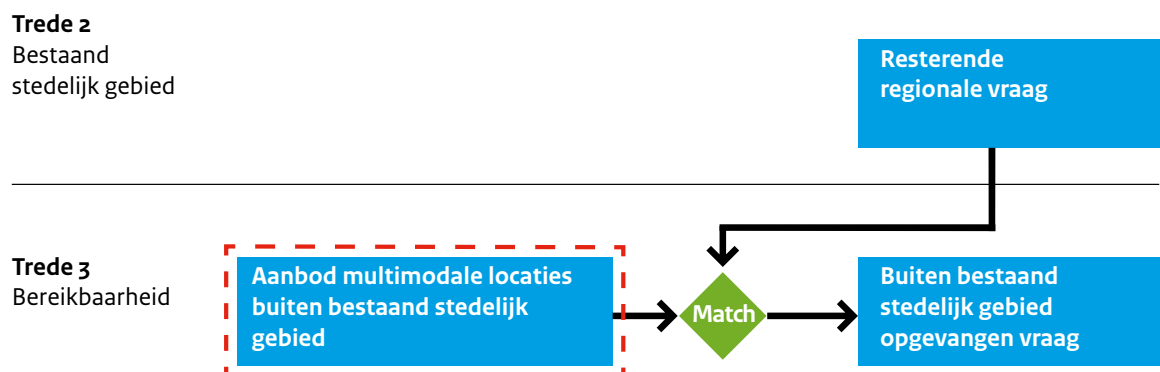 Trede 2
Bestaand
stedelijk gebied
Resterende
regionale vraag
Trede 3
Bereikbaarheid
Aanbod multimodale locaties
buiten bestaand stedelijk
gebied
Match
Buiten bestaand
stedelijk gebied
opgevangen vraag